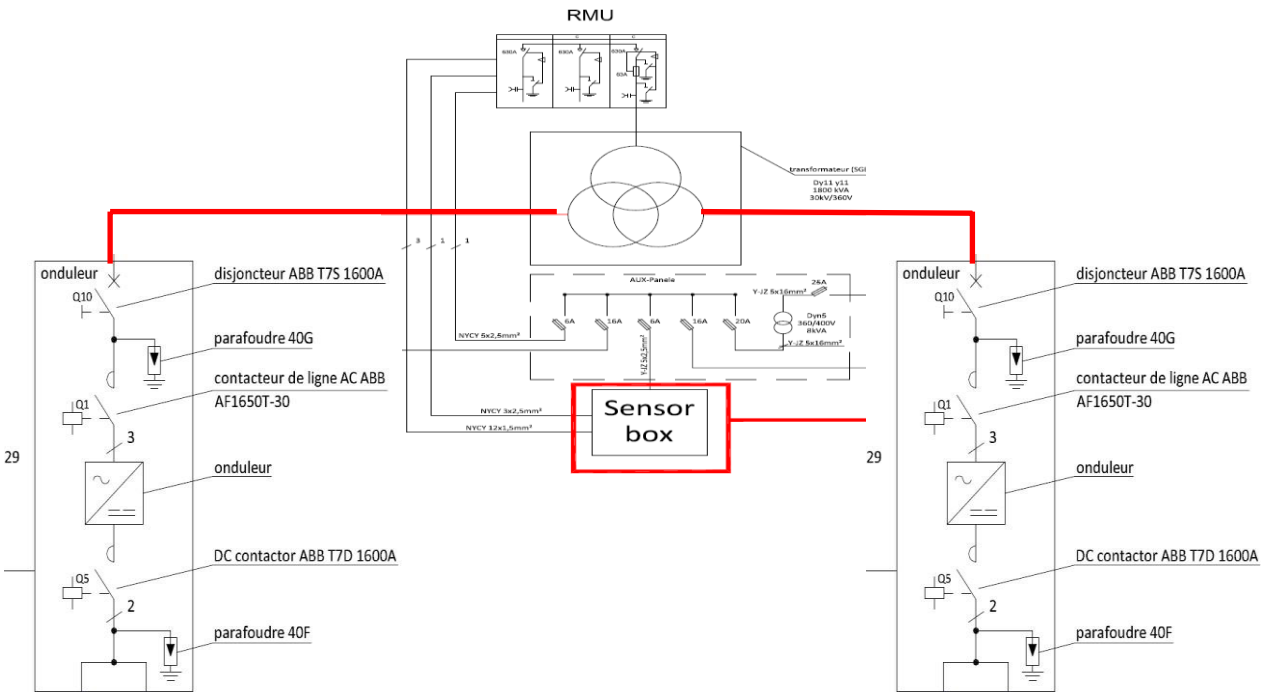 RMU
C
C
630A
630A
630A
63A
transformateur (SGI
Dy11 y11
1800 kVA
30kV/360V
3
1
1
onduleur
Q10
disjoncteur ABB T7S 1600A
parafoudre 40G
contacteur de ligne AC ABB
AF1650T-30
Q1
3
29
onduleur
DC contactor ABB T7D 1600A
Q5
2
parafoudre 40F
AUX-Panele
25A
Y-JZ 5x16mm²
6A
16A
6A
16A
20A
Dyn5
360/400V
8kVA
Y-JZ 5x16mm²
NYCY 5x2,5mm²
Y-JZ 5x2,5mm²
Sensor
box
NYCY 3x2,5mm²
NYCY 12x1,5mm²
onduleur
Q10
disjoncteur ABB T7S 1600A
parafoudre 40G
contacteur de ligne AC ABB
AF1650T-30
Q1
3
29
onduleur
DC contactor ABB T7D 1600A
Q5
2
parafoudre 40F